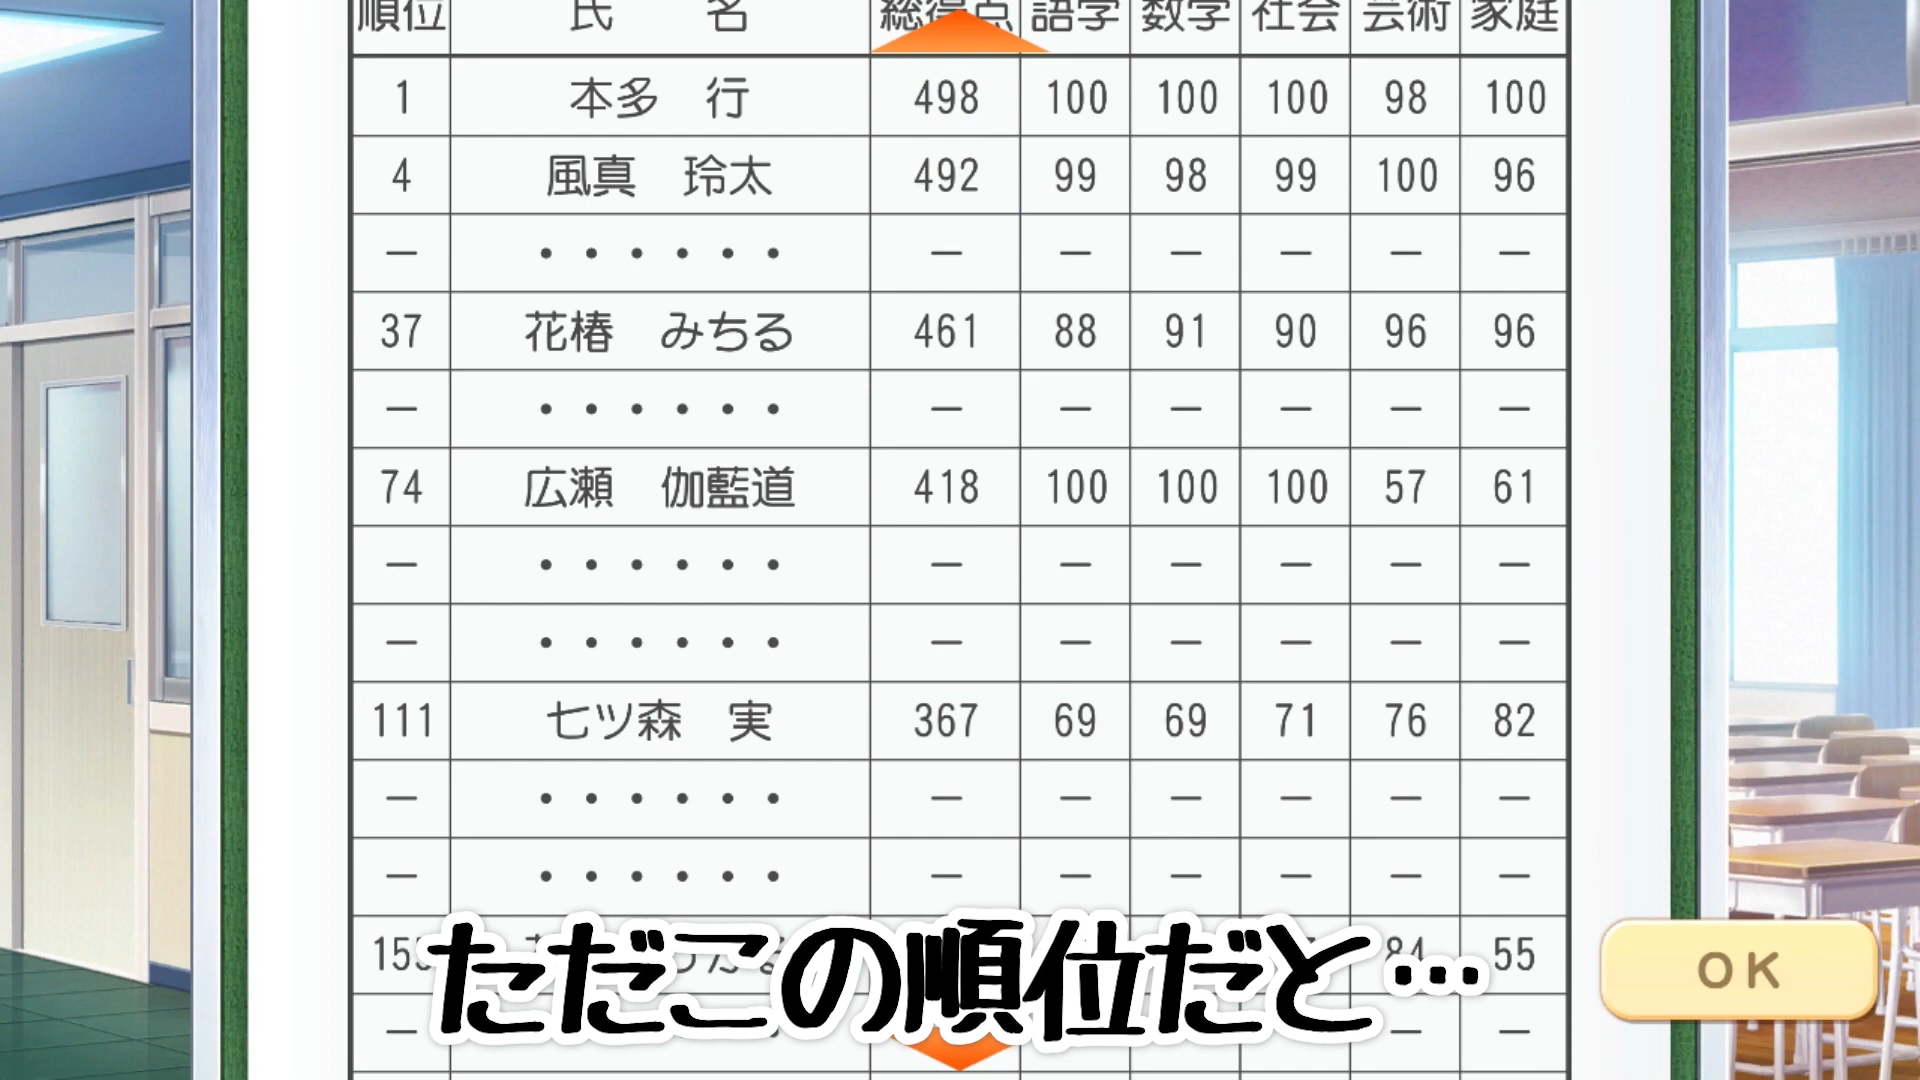 順位 氏 名 総得点 語学 数学 社会 芸術 家庭
1 本多 行 498 100 100 100 98 100
4 風真 玲太 492 99 98 99 100 96
— ・・・・・・ — — — — — —
37 花椿 みちる 461 88 91 90 96 96
— ・・・・・・ — — — — — —
74 広瀬 伽藍道 418 100 100 100 57 61
— ・・・・・・ — — — — — —
— ・・・・・・ — — — — — —
111 七ツ森 実 367 69 69 71 76 82
— ・・・・・・ — — — — — —
— ・・・・・・ — — — — — —
84 55
ただこの順位だと…
— — —
OK